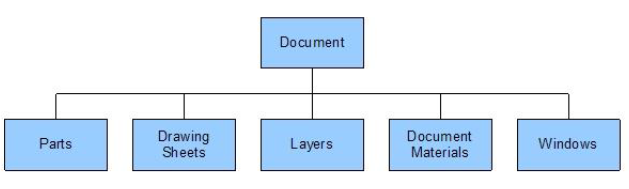 Document
Parts
Drawing
Sheets
Layers
Document
Materials
Windows